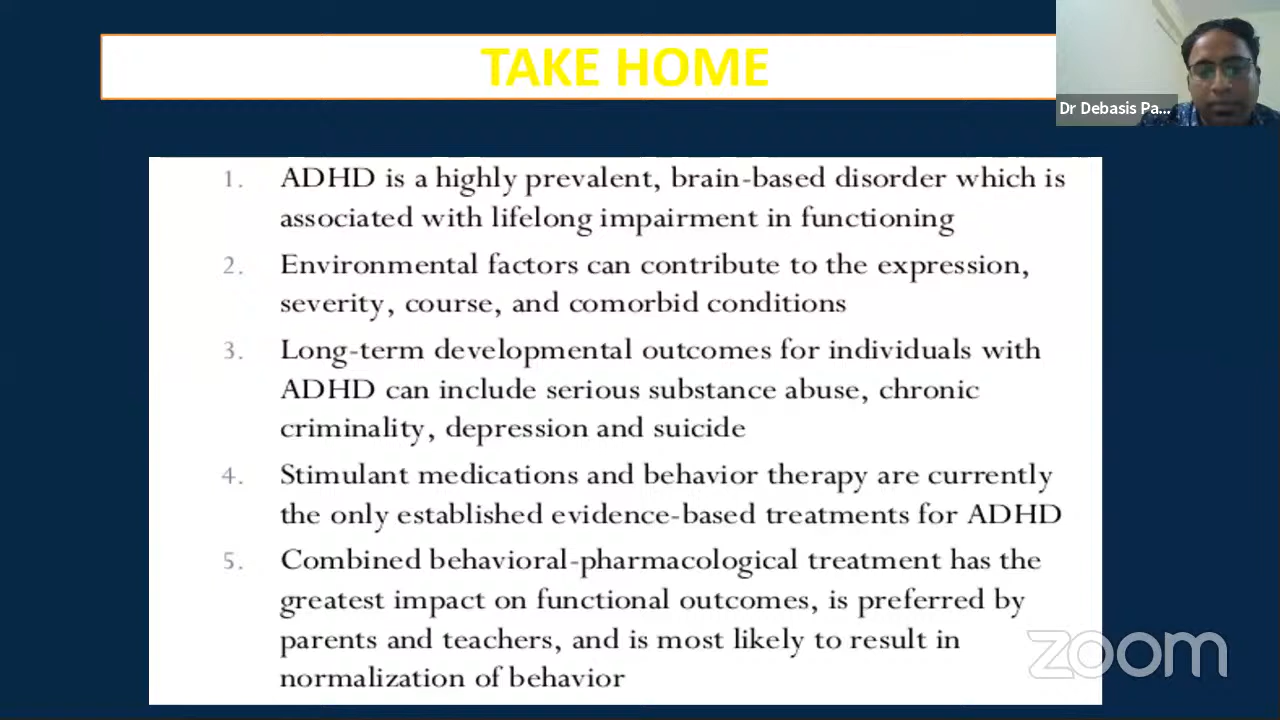 TAKE HOME
Dr Debasis Pa...
1. ADHD is a highly prevalent, brain-based disorder which is
associated with lifelong impairment in functioning
2. Environmental factors can contribute to the expression,
severity, course, and comorbid conditions
3. Long-term developmental outcomes for individuals with
ADHD can include serious substance abuse, chronic
criminality, depression and suicide
4. Stimulant medications and behavior therapy are currently
the only established evidence-based treatments for ADHD
5. Combined behavioral-pharmacological treatment has the
greatest impact on functional outcomes, is preferred by
parents and teachers, and is most likely to result in
normalization of behavior
zoom